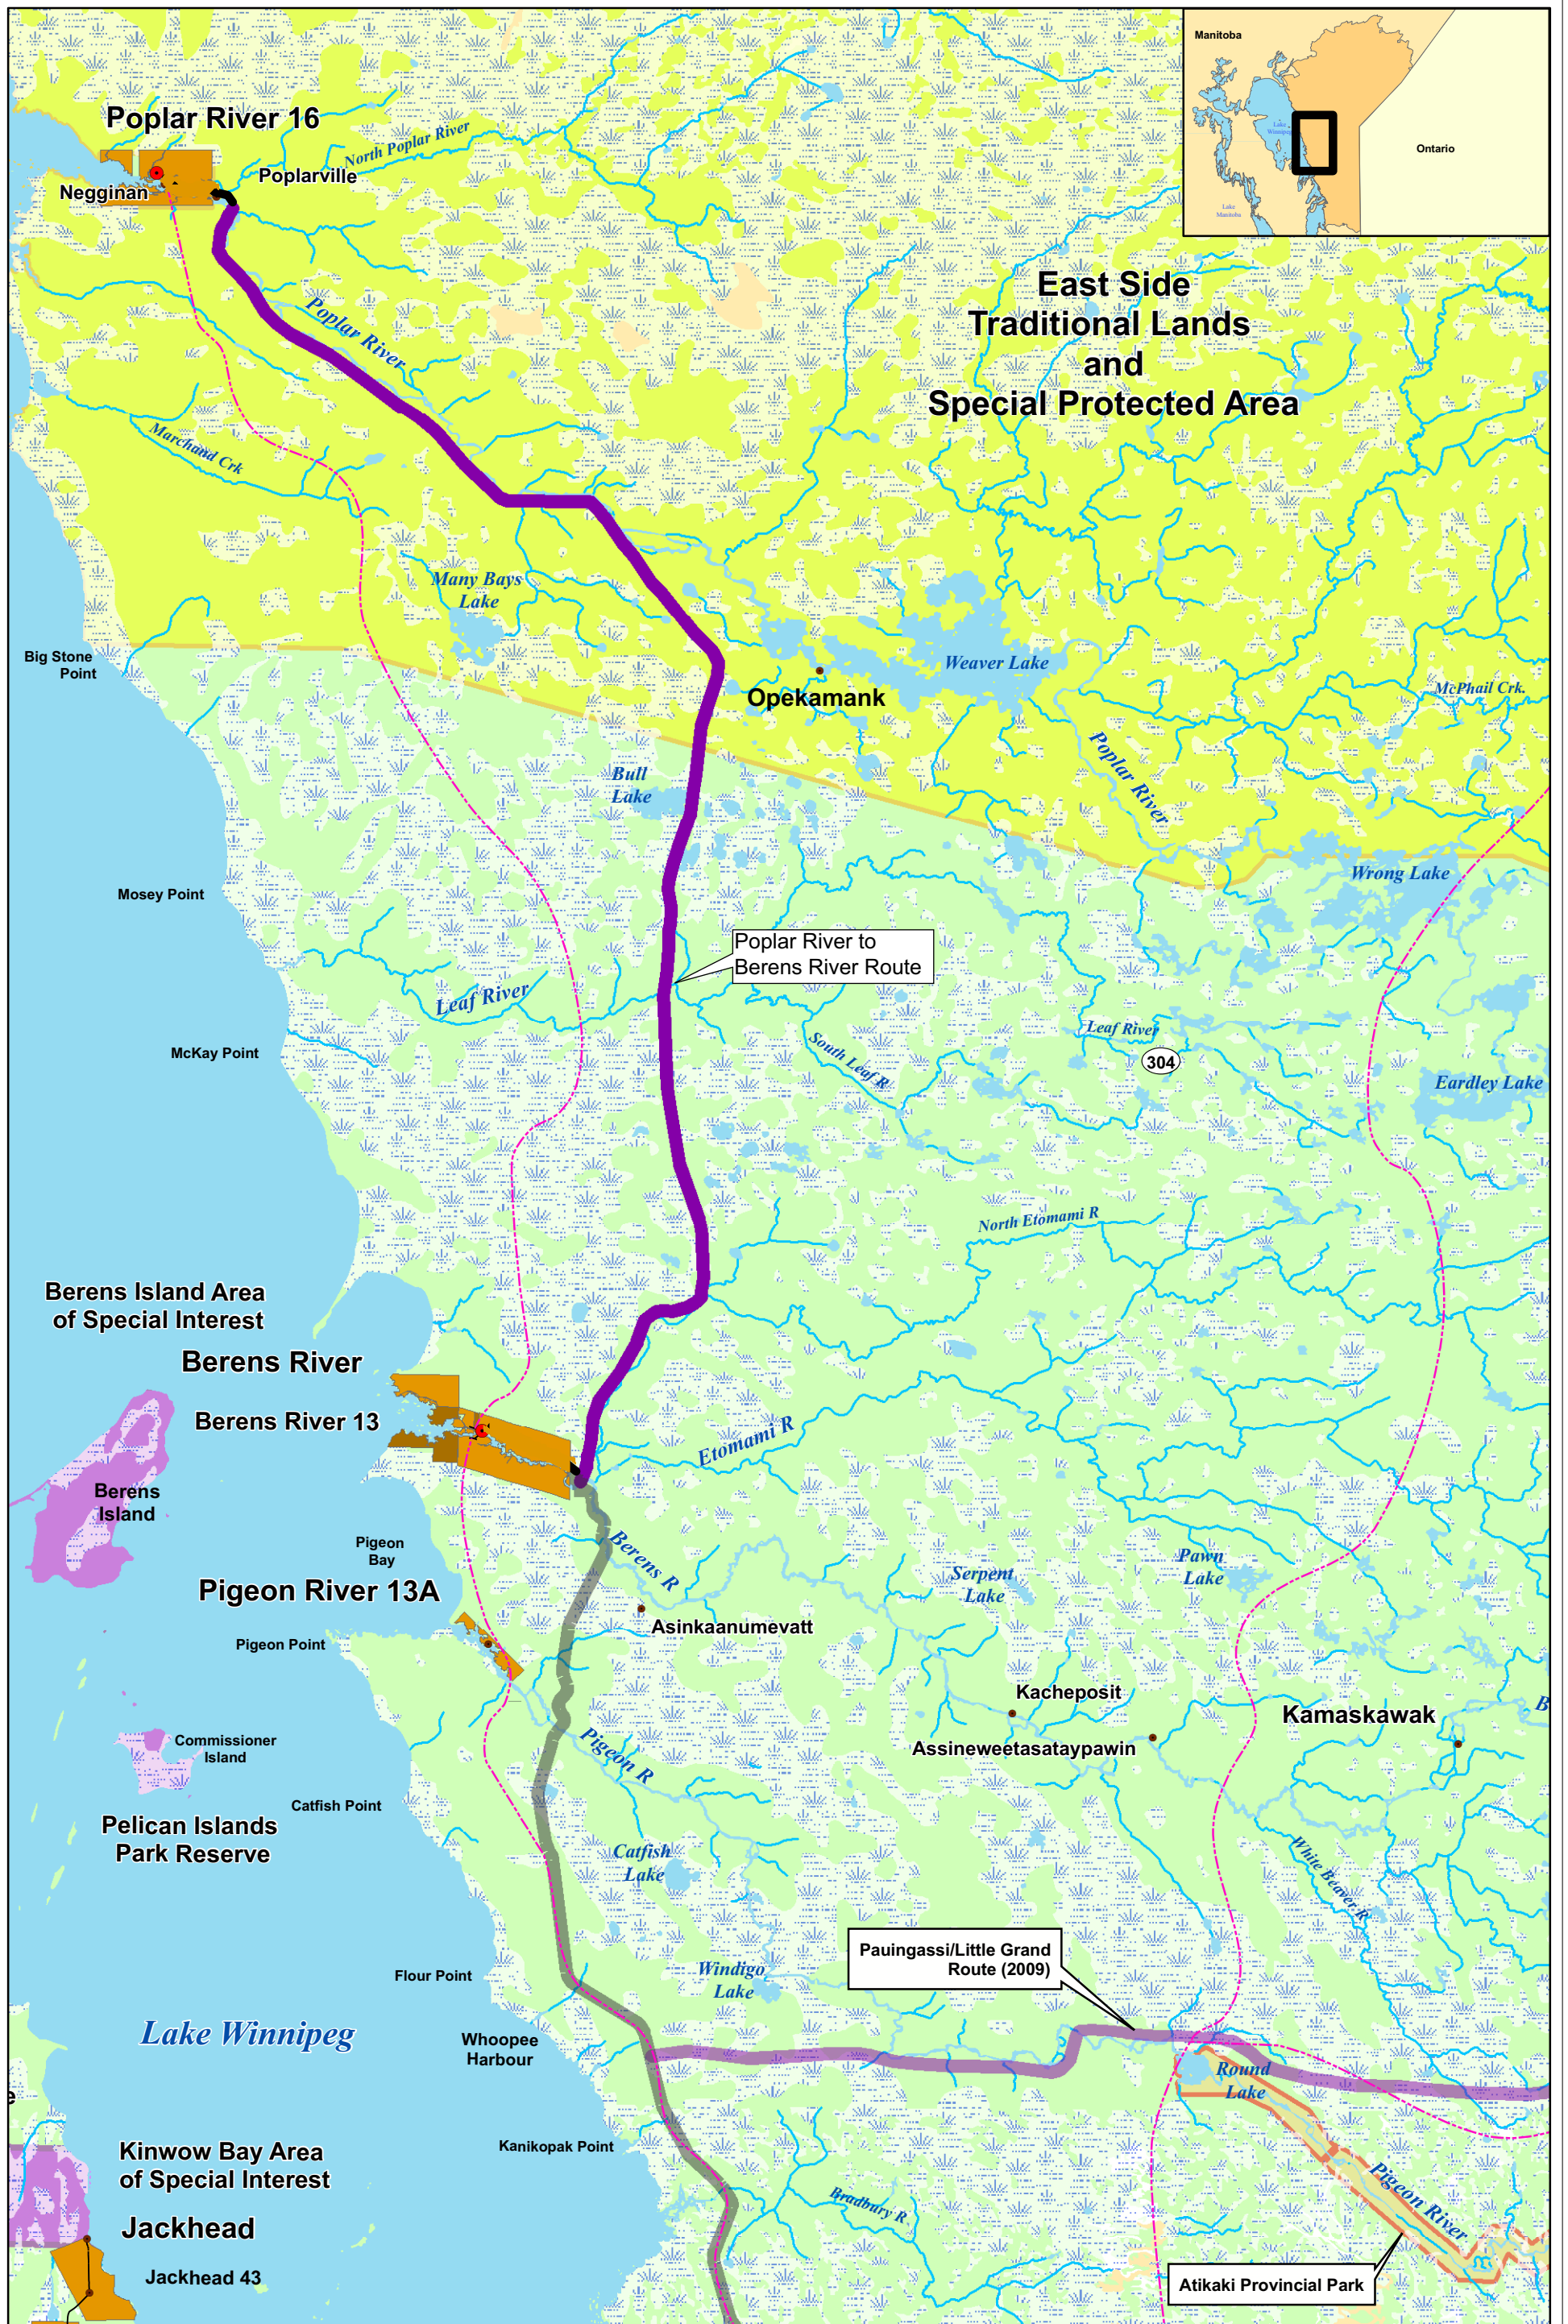 Manitoba
Lake
Winnipeg
Ontario
Lake
Manitoba
Poplar River 16
North Poplar River
Poplarville
Negginan
East Side
Traditional Lands
and
Special Protected Area
Poplar River
Marchand Crk
Many Bays
Lake
Big Stone
Point
Weaver Lake
Opekamank
McPhail Crk.
Poplar River
Bull
Lake
Wrong Lake
Mosey Point
Poplar River to
Berens River Route
Leaf River
Leaf River
304
South Leaf R
McKay Point
Eardley Lake
North Etomami R
Berens Island Area
of Special Interest
Berens River
Berens River 13
Etomami R
Berens
Island
Pigeon
Bay
Berens R
Serpent
Lake
Pawn
Lake
Pigeon River 13A
Asinkaanumevatt
Pigeon Point
Kacheposit
Kamaskawak
B
Assineweetasataypawin
Commissioner
Island
Pigeon R
Catfish Point
Pelican Islands
Park Reserve
Catfish
Lake
White Beaver R
Pauingassi/Little Grand
Route (2009)
Flour Point
Windigo
Lake
Lake Winnipeg
Whoopee
Harbour
Round
Lake
e
Kanikopak Point
Kinwow Bay Area
of Special Interest
Pigeon River
Bradbury R
Jackhead
Jackhead 43
Atikaki Provincial Park